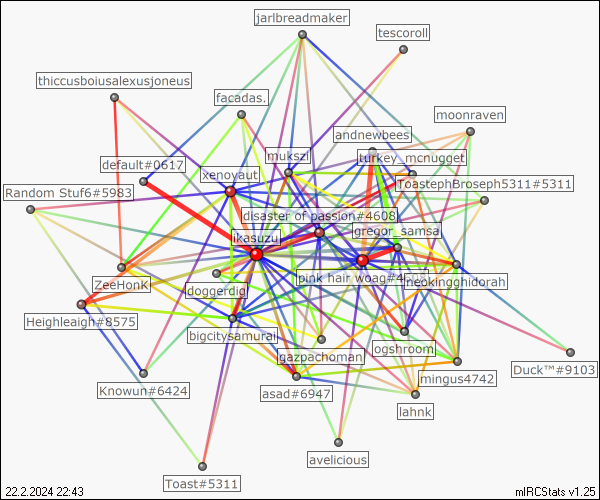 jarlbreadmaker
tescoroll
thiccusboiusalexusjoneus
facadas.
moonraven
andnewbees
mukszi
turkey_mcnugget
default#0617
xenovaut
ToastephBroseph5311#5311
Random Stuf6#5983
disaster of passion#4608
ikasuzu
gregor_samsa
ZeeHonK
doggerdig
pink hair woag#4
neokingghidorah
Heighleaigh#8575
bigcitysamurai
gazpachoman
ogshroom
Duck™#9103
mingus4742
Knowun#6424
asad#6947
lahnk
avelicious
Toast#5311
22.2.2024 22:43
mIRCStats v1.25